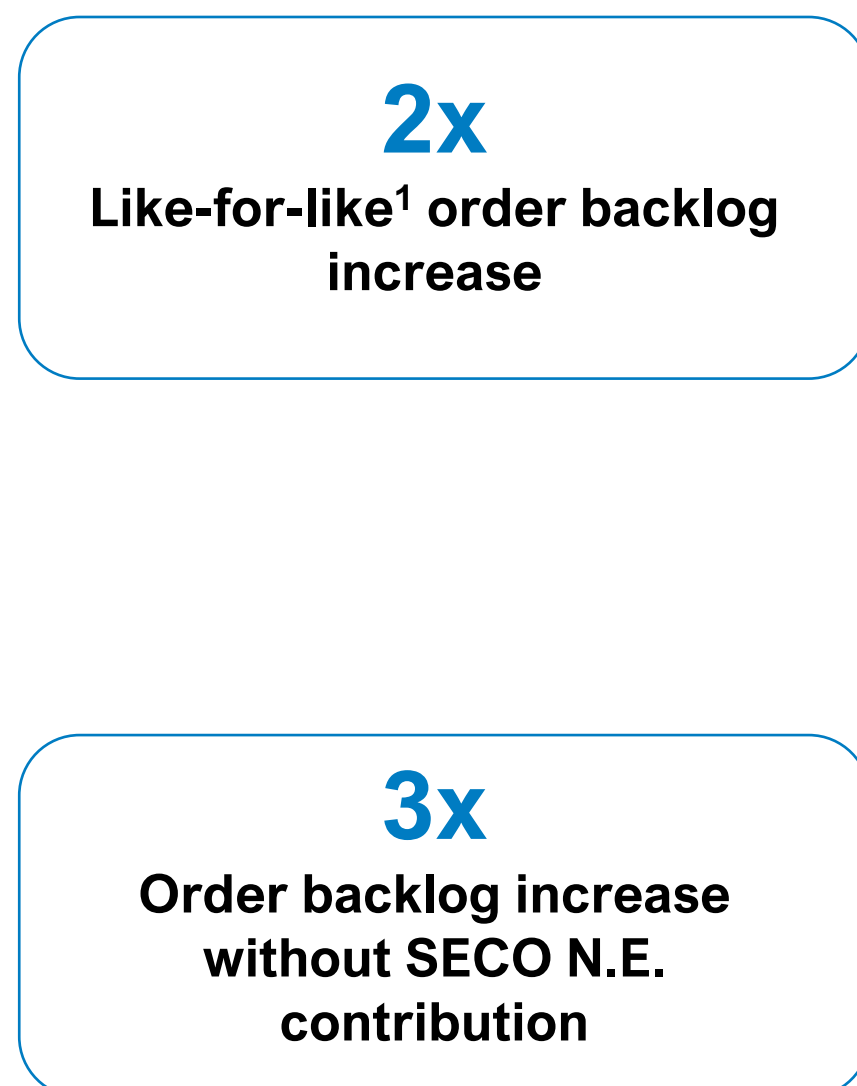 2x
Like-for-like¹ order backlog
increase
3x
Order backlog increase
without SECO N.E.
contribution